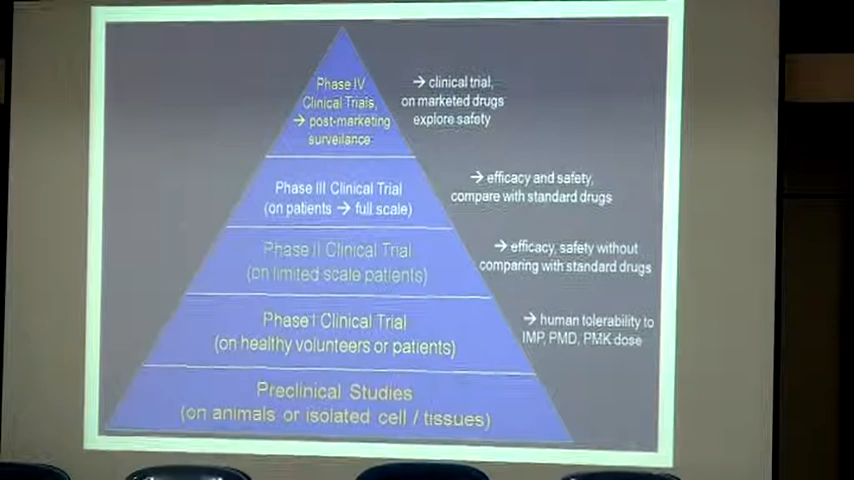 Phase IV
Clinical Trials,
→ post-marketing
surveilance
→ clinical trial,
on marketed drugs
explore safety
Phase III Clinical Trial
(on patients → full scale)
→ efficacy and safety,
compare with standard drugs
Phase II Clinical Trial
(on limited scale patients)
→ efficacy, safety without
comparing with standard drugs
Phase I Clinical Trial
(on healthy volunteers or patients)
→ human tolerability to
IMP, PMD, PMK dose
Preclinical Studies
(on animals or isolated cell / tissues)